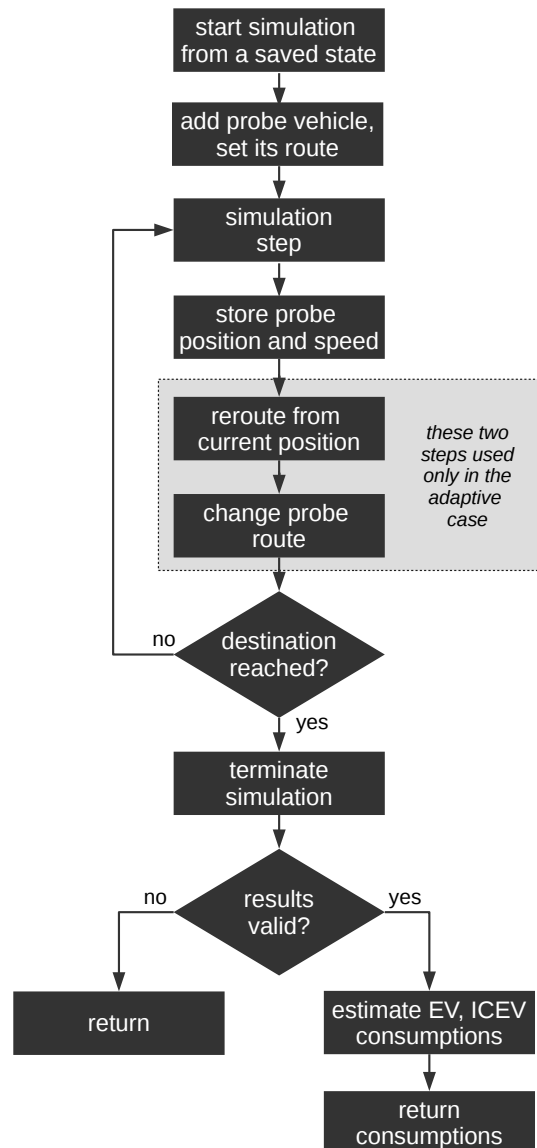 start simulation
from a saved state
add probe vehicle,
set its route
simulation
step
store probe
position and speed
reroute from
current position
these two
steps used
only in the
adaptive
case
change probe
route
no
destination
reached?
yes
terminate
simulation
no
results
valid?
yes
return
estimate EV, ICEV
consumptions
return
consumptions